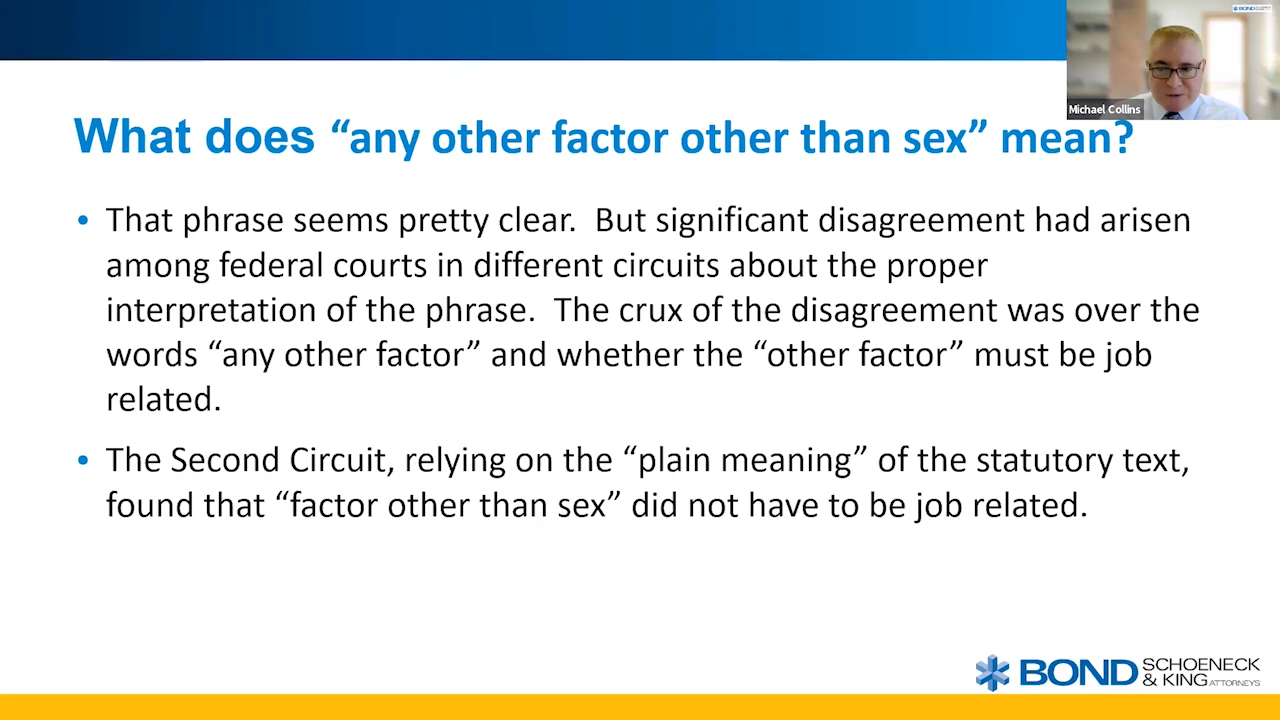 BOND
Michael Collins
What does “any other factor other than sex” mean?
• That phrase seems pretty clear.  But significant disagreement had arisen
among federal courts in different circuits about the proper
interpretation of the phrase.  The crux of the disagreement was over the
words “any other factor” and whether the “other factor” must be job
related.
• The Second Circuit, relying on the “plain meaning” of the statutory text,
found that “factor other than sex” did not have to be job related.
BOND SCHOENECK
& KING ATTORNEYS